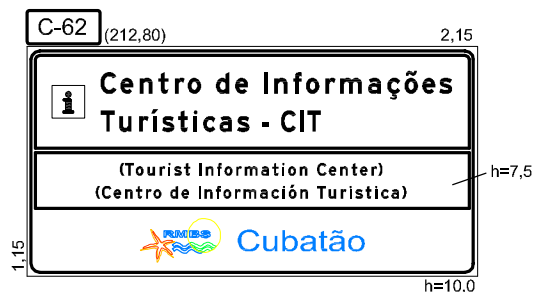 C-62
(212,80)
2,15
i
Centro de Informações
Turísticas - CIT
(Tourist Information Center)
(Centro de Información Turistica)
h=7,5
RMBS
Cubatão
1,15
h=10.0